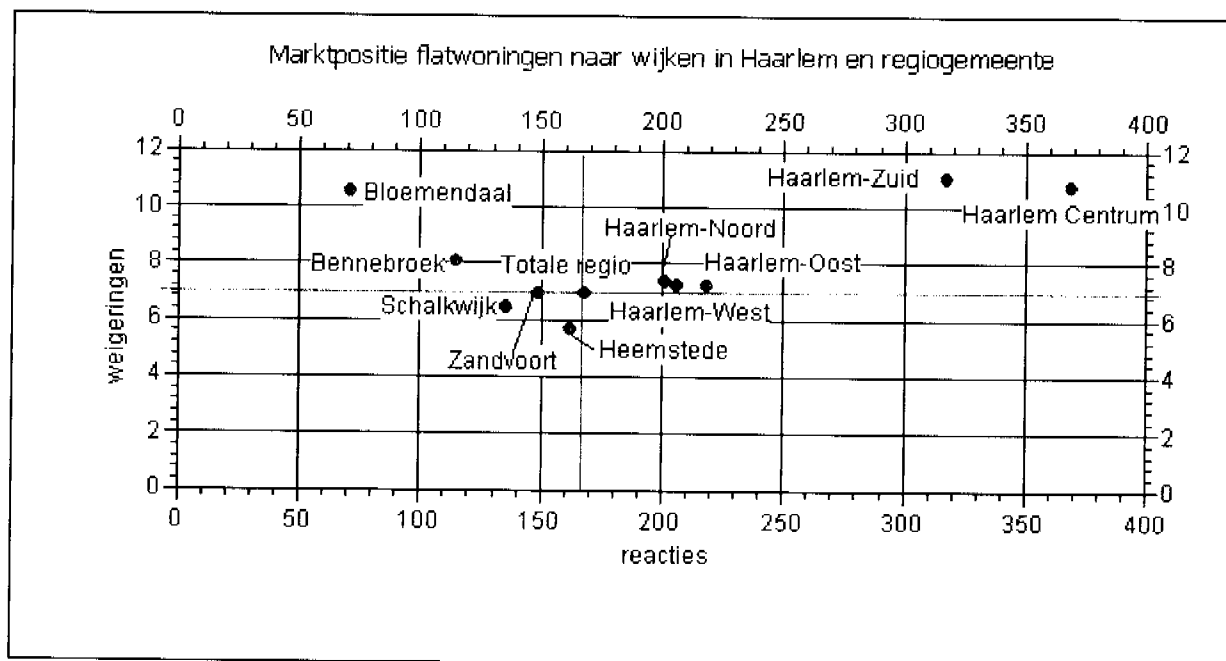 Marktpositie flatwoningen naar wijken in Haarlem en regiogemeente
0 50 100 150 200 250 300 350 400
12 12
Bloemendaal Haarlem-Zuid
10 Haarlem Centrum 10
Haarlem-Noord
8 Bennebroek Totale regio Haarlem-Oost 8
Schalkwijk Haarlem-West
6 6
Zandvoort Heemstede
weigeringen
4 4
2 2
0 0
0 50 100 150 200 250 300 350 400
reacties